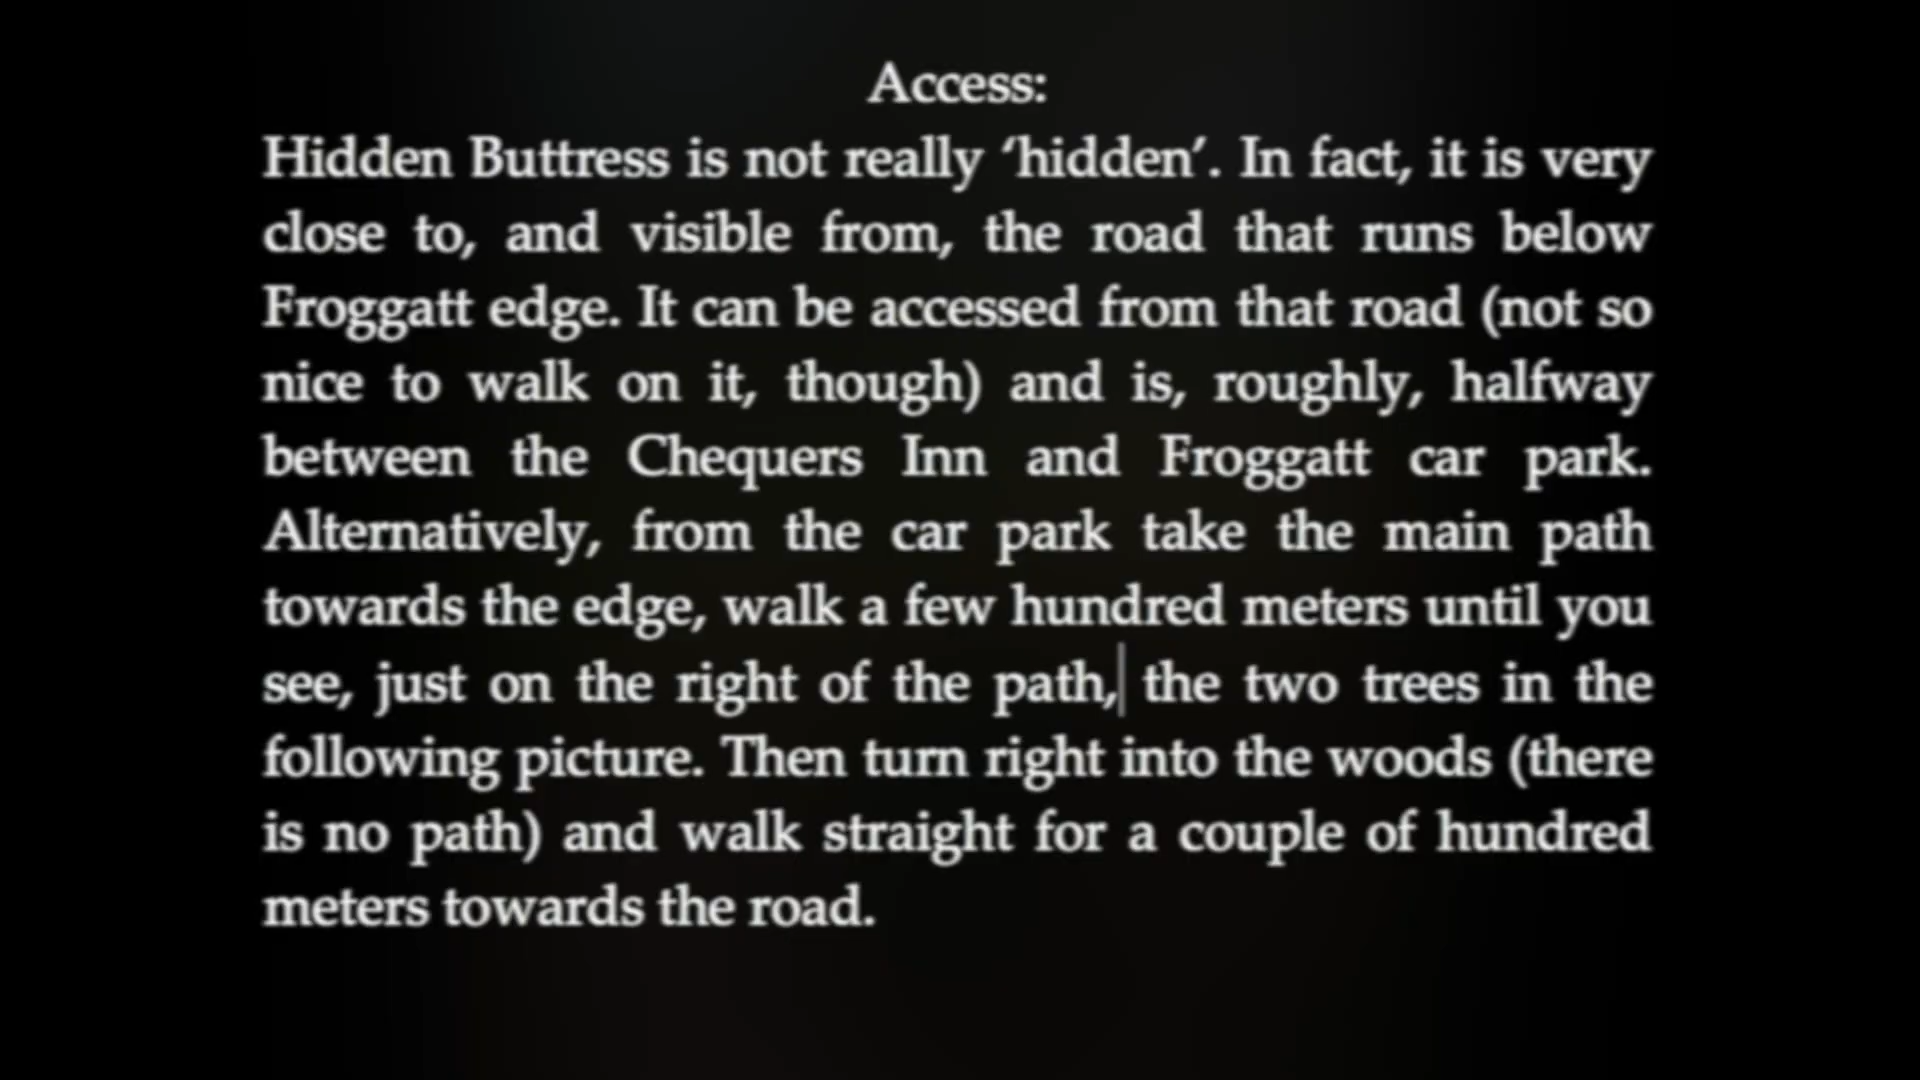 Access:
Hidden Buttress is not really ‘hidden’. In fact, it is very
close to, and visible from, the road that runs below
Froggatt edge. It can be accessed from that road (not so
nice to walk on it, though) and is, roughly, halfway
between the Chequers Inn and Froggatt car park.
Alternatively, from the car park take the main path
towards the edge, walk a few hundred meters until you
see, just on the right of the path, the two trees in the
following picture. Then turn right into the woods (there
is no path) and walk straight for a couple of hundred
meters towards the road.